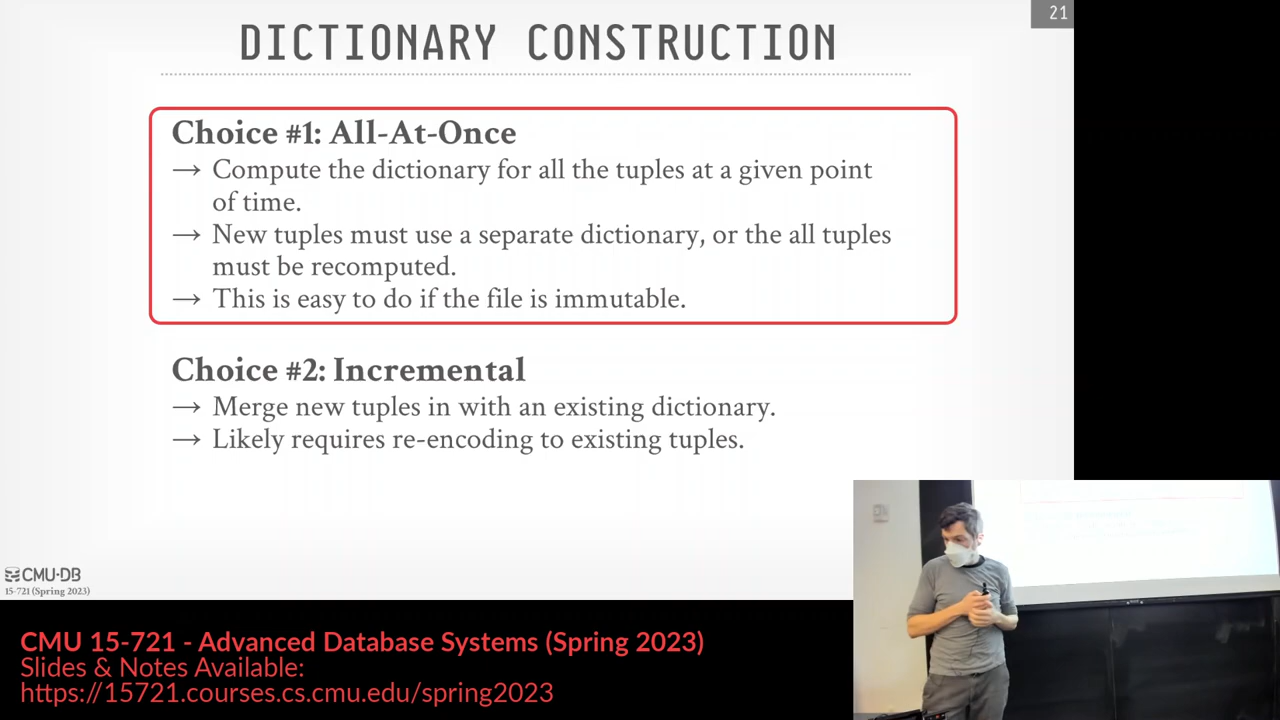 21
DICTIONARY CONSTRUCTION
Choice #1: All-At-Once
→ Compute the dictionary for all the tuples at a given point
of time.
→ New tuples must use a separate dictionary, or the all tuples
must be recomputed.
→ This is easy to do if the file is immutable.
Choice #2: Incremental
→ Merge new tuples in with an existing dictionary.
→ Likely requires re-encoding to existing tuples.
CMU·DB
15-721 (Spring 2023)
CMU 15-721 - Advanced Database Systems (Spring 2023)
Slides & Notes Available:
https://15721.courses.cs.cmu.edu/spring2023